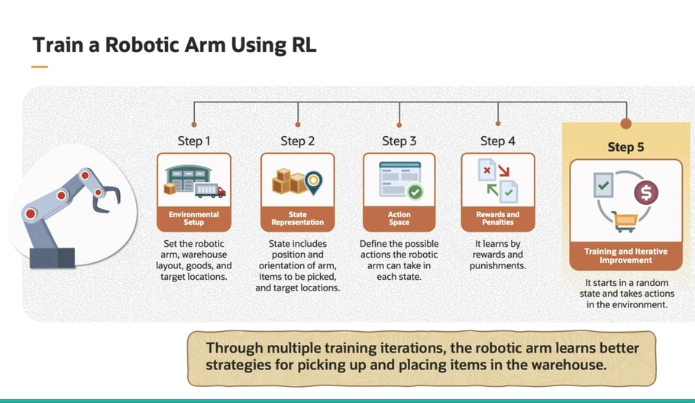 Train a Robotic Arm Using RL
Step 1
Environmental
Setup
Set the robotic
arm, warehouse
layout, goods, and
target locations.
Step 2
State
Representation
State includes
position and
orientation of arm,
items to be picked,
and target locations.
Step 3
Action
Space
Define the possible
actions the robotic
arm can take in
each state.
Step 4
Rewards and
Penalties
It learns by
rewards and
punishments.
Step 5
$
Training and Iterative
Improvement
It starts in a random
state and takes actions
in the environment.
Through multiple training iterations, the robotic arm learns better
strategies for picking up and placing items in the warehouse.